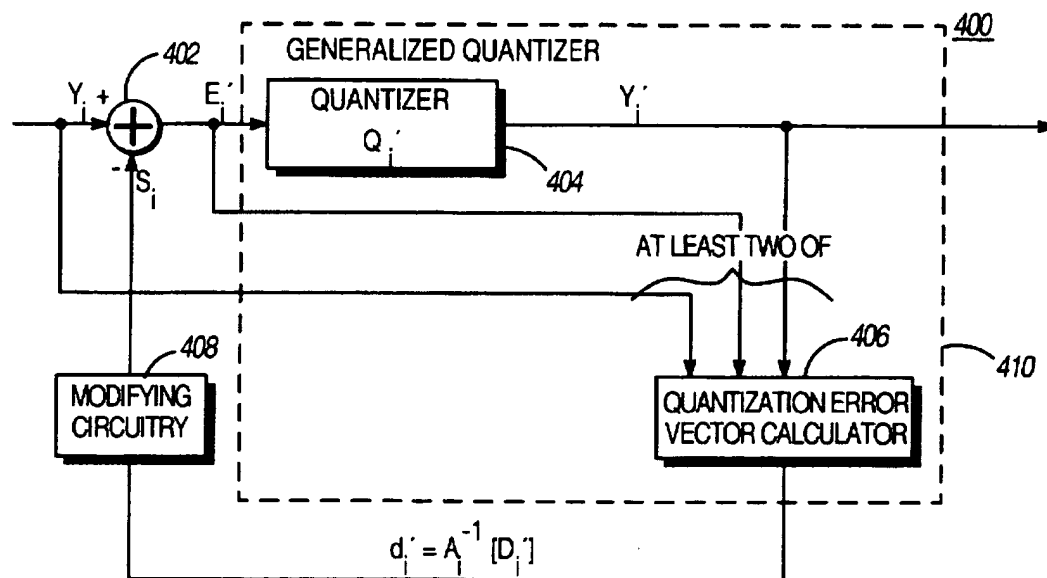 400
402
GENERALIZED QUANTIZER
Y_i + E_i′
QUANTIZER
Q_i′
Y_i′
404
- S_i
AT LEAST TWO OF
408
406
410
MODIFYING
CIRCUITRY
QUANTIZATION ERROR
VECTOR CALCULATOR
d_i′ = A_i^-1 [D_i′]